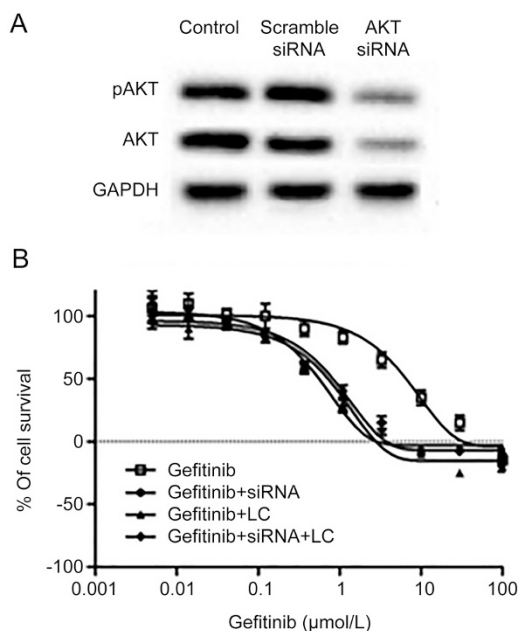 A
Control
Scramble
siRNA
AKT
siRNA
pAKT
AKT
GAPDH
B
% Of cell survival
100
50
0
-50
-100
Gefitinib
Gefitinib+siRNA
Gefitinib+LC
Gefitinib+siRNA+LC
0.001
0.01
0.1
1
10
100
Gefitinib (μmol/L)